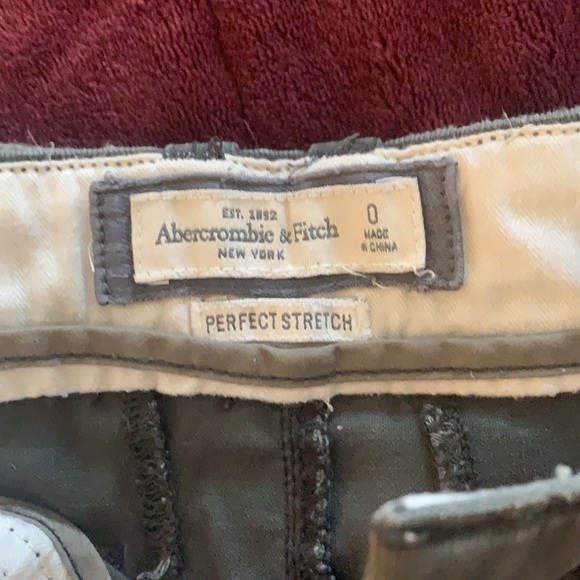 EST. 1892
Abercrombie & Fitch
NEW YORK
0
MADE
IN CHINA
PERFECT STRETCH